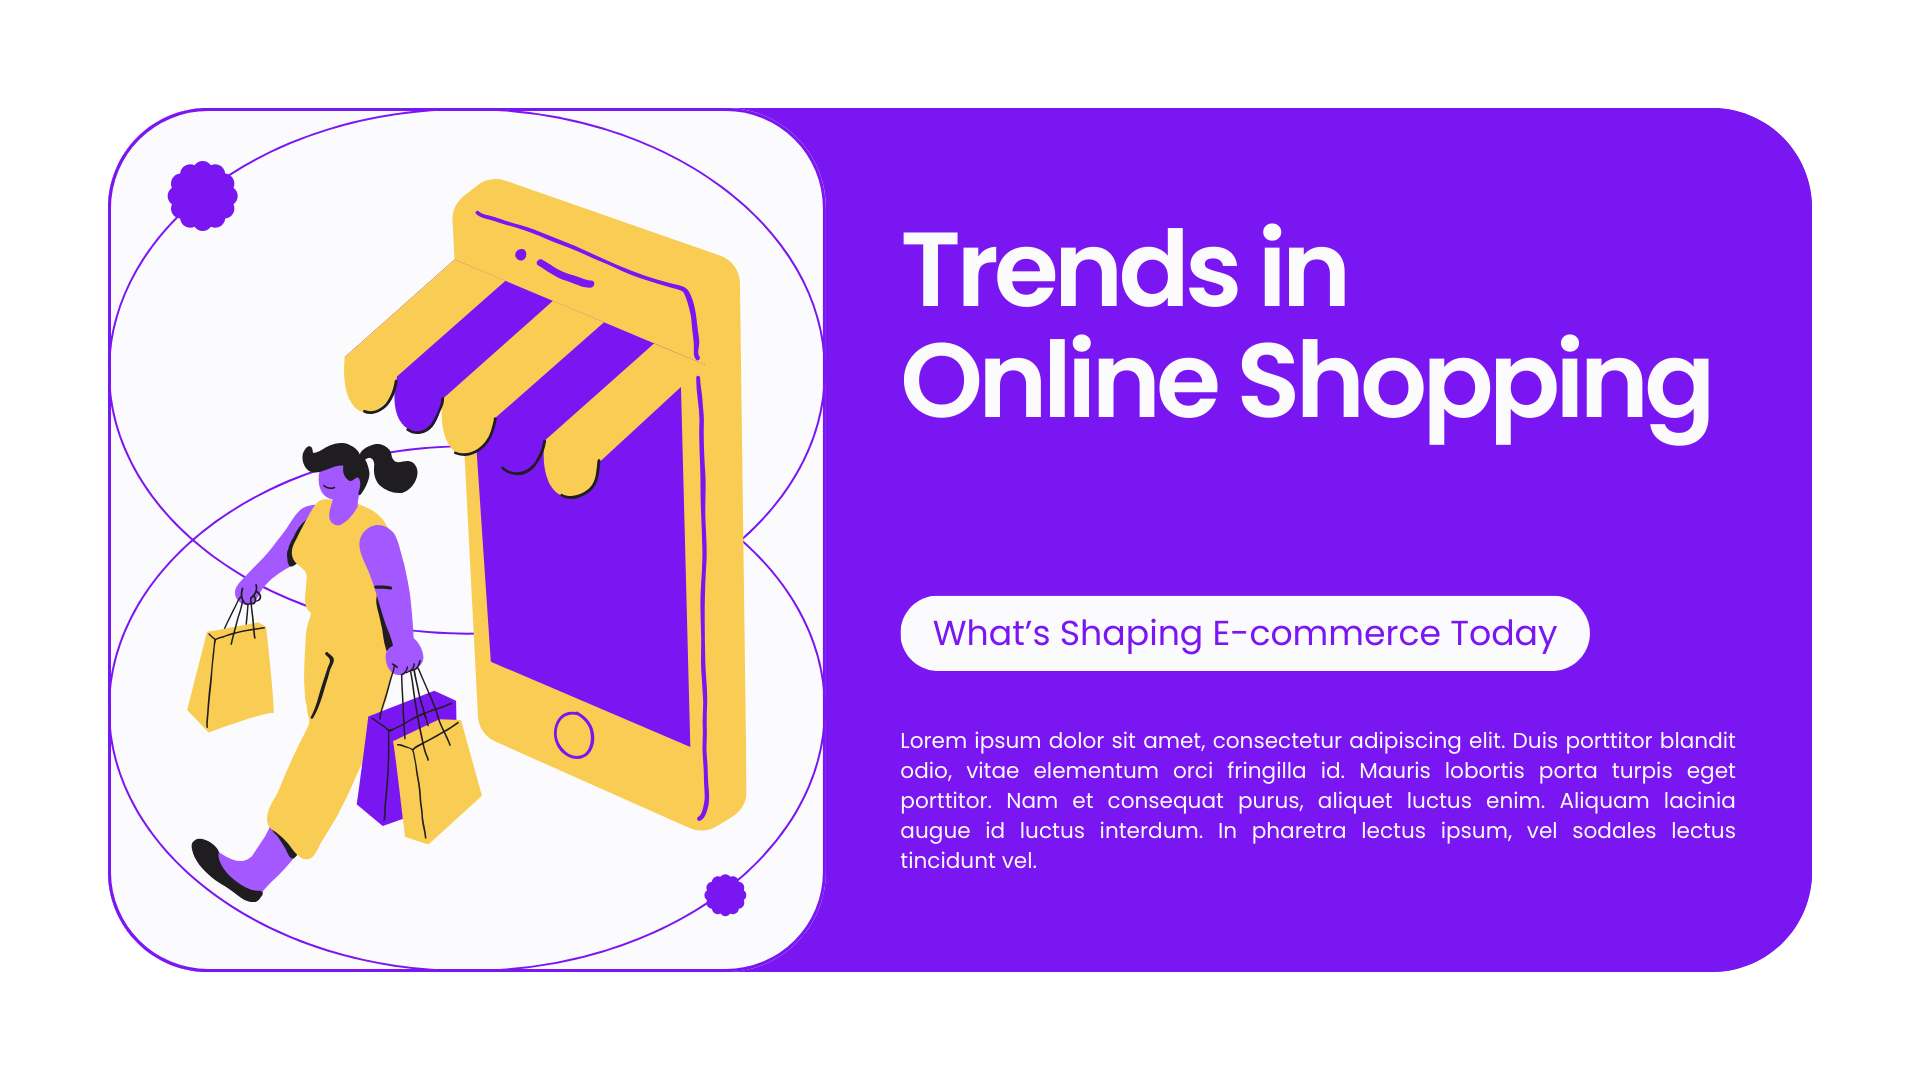 Trends in
Online Shopping
What’s Shaping E-commerce Today
Lorem ipsum dolor sit amet, consectetur adipiscing elit. Duis porttitor blandit
odio, vitae elementum orci fringilla id. Mauris lobortis porta turpis eget
porttitor. Nam et consequat purus, aliquet luctus enim. Aliquam lacinia
augue id luctus interdum. In pharetra lectus ipsum, vel sodales lectus
tincidunt vel.